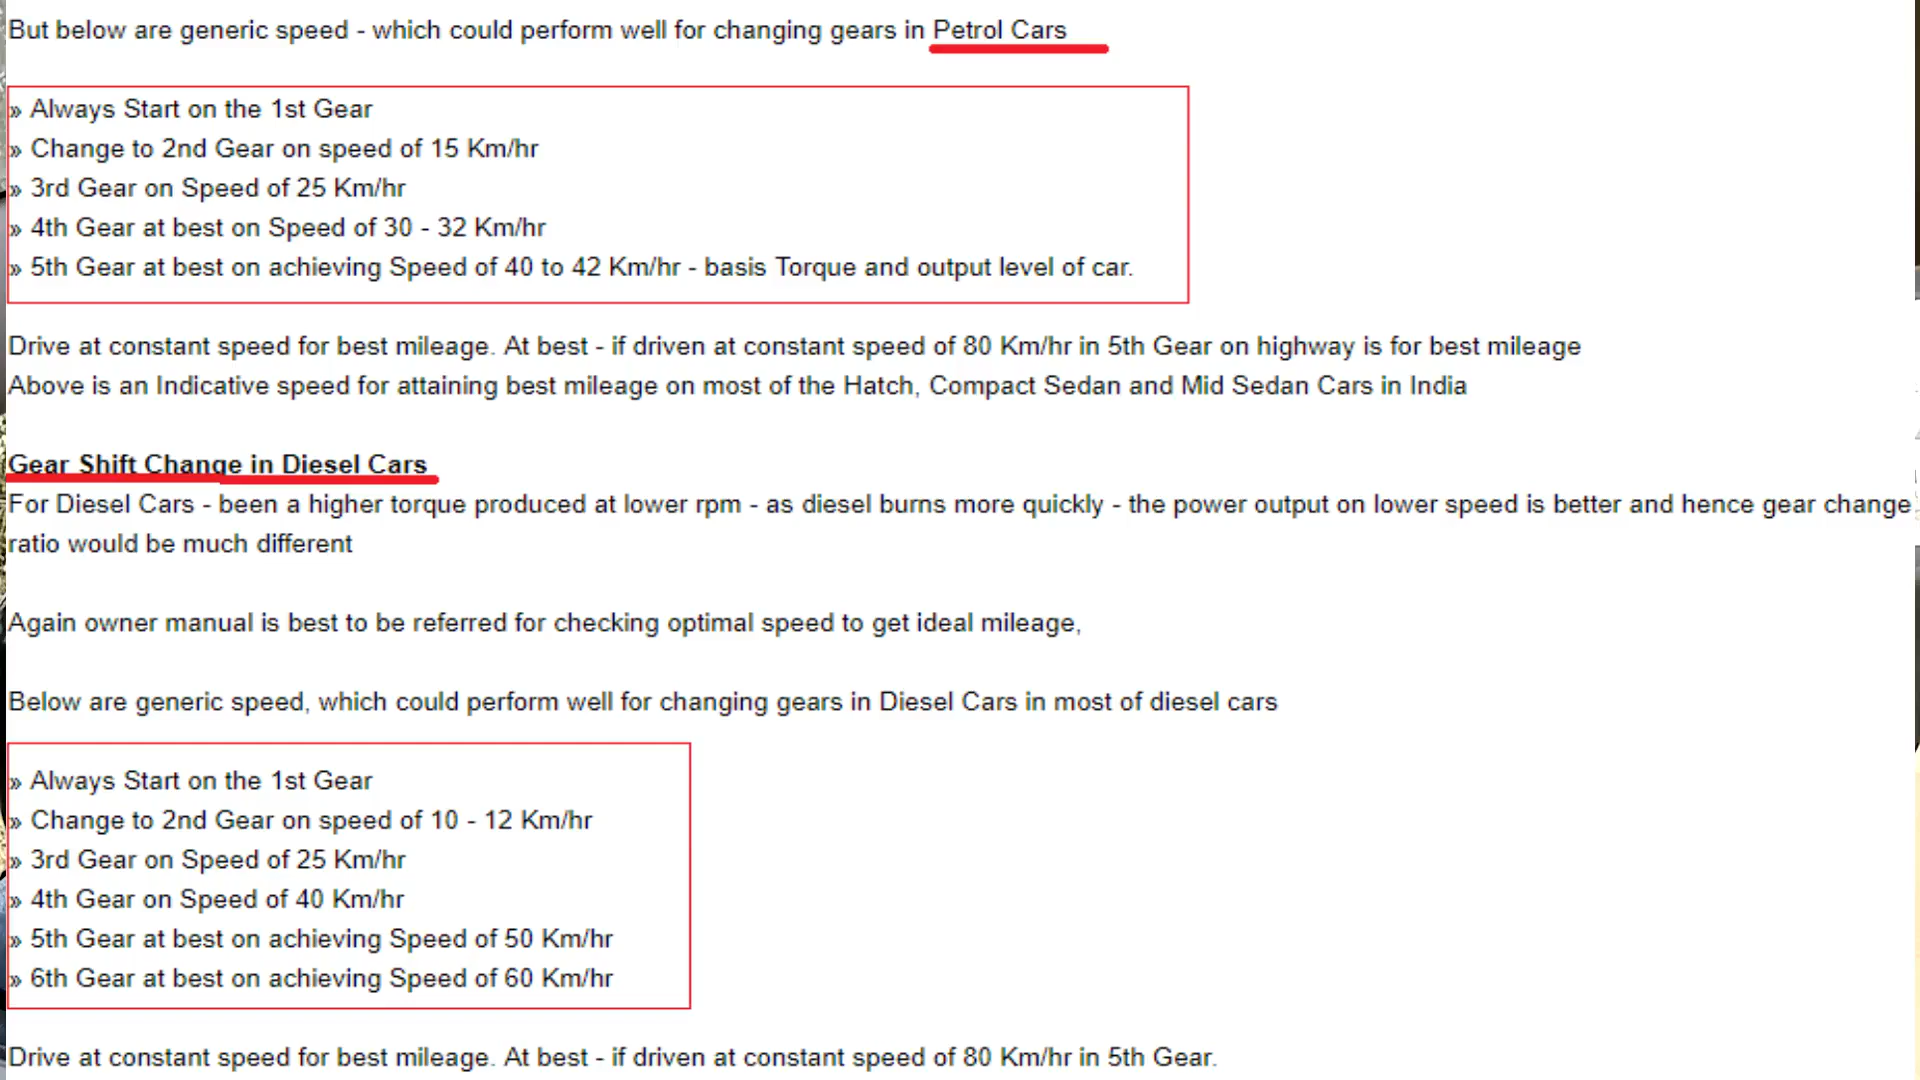 But below are generic speed - which could perform well for changing gears in Petrol Cars
» Always Start on the 1st Gear
» Change to 2nd Gear on speed of 15 Km/hr
» 3rd Gear on Speed of 25 Km/hr
» 4th Gear at best on Speed of 30 - 32 Km/hr
» 5th Gear at best on achieving Speed of 40 to 42 Km/hr - basis Torque and output level of car.
Drive at constant speed for best mileage. At best - if driven at constant speed of 80 Km/hr in 5th Gear on highway is for best mileage
Above is an Indicative speed for attaining best mileage on most of the Hatch, Compact Sedan and Mid Sedan Cars in India
Gear Shift Change in Diesel Cars
For Diesel Cars - been a higher torque produced at lower rpm - as diesel burns more quickly - the power output on lower speed is better and hence gear change
ratio would be much different
Again owner manual is best to be referred for checking optimal speed to get ideal mileage,
Below are generic speed, which could perform well for changing gears in Diesel Cars in most of diesel cars
» Always Start on the 1st Gear
» Change to 2nd Gear on speed of 10 - 12 Km/hr
» 3rd Gear on Speed of 25 Km/hr
» 4th Gear on Speed of 40 Km/hr
» 5th Gear at best on achieving Speed of 50 Km/hr
» 6th Gear at best on achieving Speed of 60 Km/hr
Drive at constant speed for best mileage. At best - if driven at constant speed of 80 Km/hr in 5th Gear.